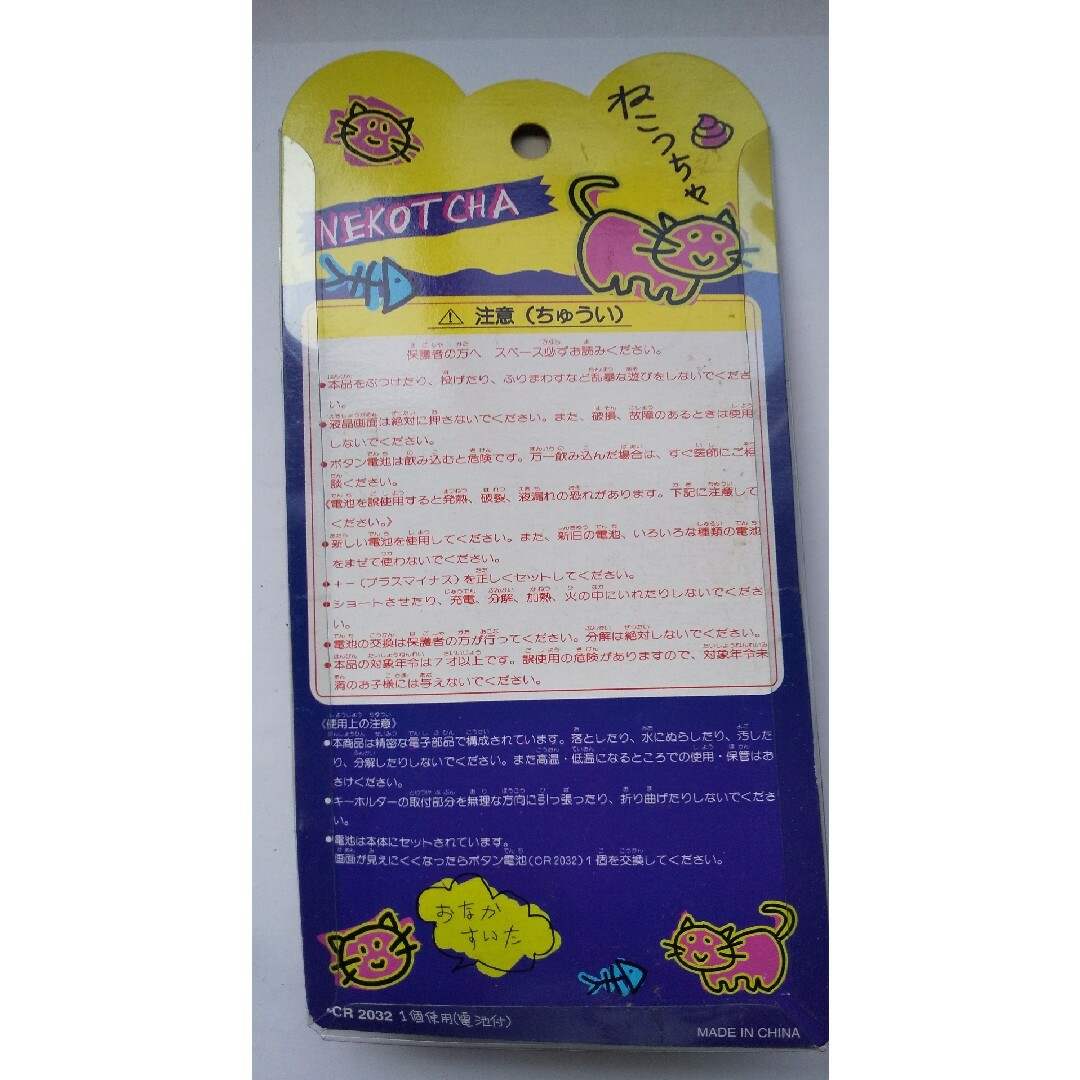 ねこっちゃ
NEKOTCHA
⚠ 注意（ちゅうい）
保護者の方へ スペース必ずお読みください。
●本品をぶつけたり、投げたり、ふりまわすなど乱暴な遊びをしないでくださ
い。
●液晶画面は絶対に押さないでください。また、破損、故障のあるときは使用
しないでください。
●ボタン電池は飲み込むと危険です。万一飲み込んだ場合は、すぐ医師にご相
談ください。
《電池を誤使用すると発熱、破裂、液漏れの恐れがあります。下記に注意して
ください。》
●新しい電池を使用してください。また、新旧の電池、いろいろな種類の電池
をまぜて使わないでください。
●＋－（プラスマイナス）を正しくセットしてください。
●ショートさせたり、充電、分解、加熱、火の中にいれたりしないでくださ
い。
●電池の交換は保護者の方が行ってください。分解は絶対しないでください。
●本品の対象年令は７才以上です。誤使用の危険がありますので、対象年令未
満のお子様には与えないでください。
《使用上の注意》
●本商品は精密な電子部品で構成されています。落としたり、水にぬらしたり、汚した
り、分解したりしないでください。また高温・低温になるところでの使用・保管はお
さけください。
●キーホルダーの取付部分を無理な方向に引っ張ったり、折り曲げたりしないでくださ
い。
●電池は本体にセットされています。
画面が見えにくくなったらボタン電池（CR2032）１個を交換してください。
おなか
すいた
•CR 2032 1個使用(電池付)
MADE IN CHINA